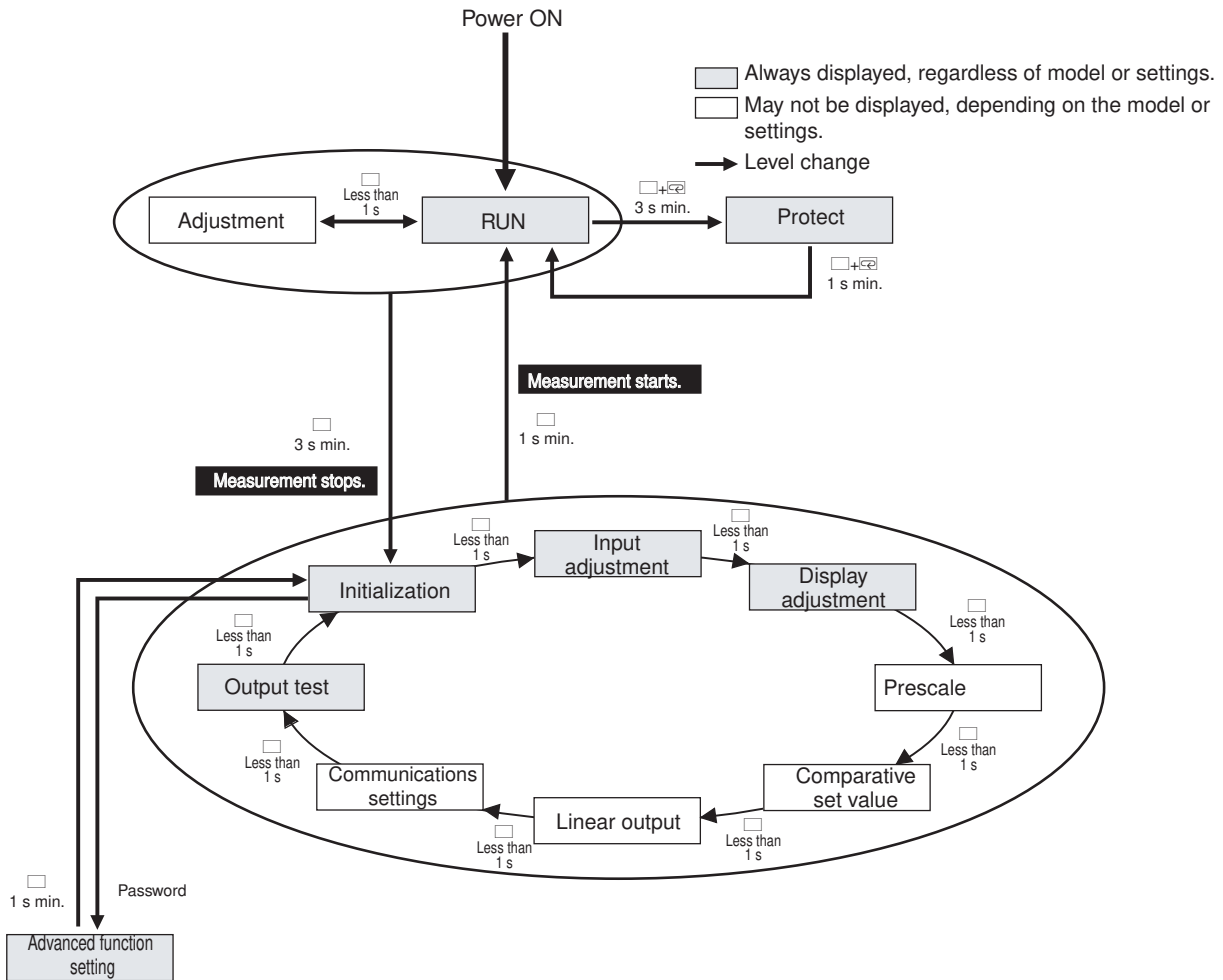 Power ON
Always displayed, regardless of model or settings.
May not be displayed, depending on the model or
settings.
Level change
Less than
1 s
Adjustment
RUN
+
3 s min.
Protect
+
1 s min.
Measurement starts.
3 s min.
1 s min.
Measurement stops.
Less than
1 s
Input
adjustment
Less than
1 s
Initialization
Display
adjustment
Less than
1 s
Less than
1 s
Output test
Prescale
Less than
1 s
Less than
1 s
Communications
settings
Comparative
set value
Linear output
Less than
1 s
Less than
1 s
1 s min.
Password
Advanced function
setting